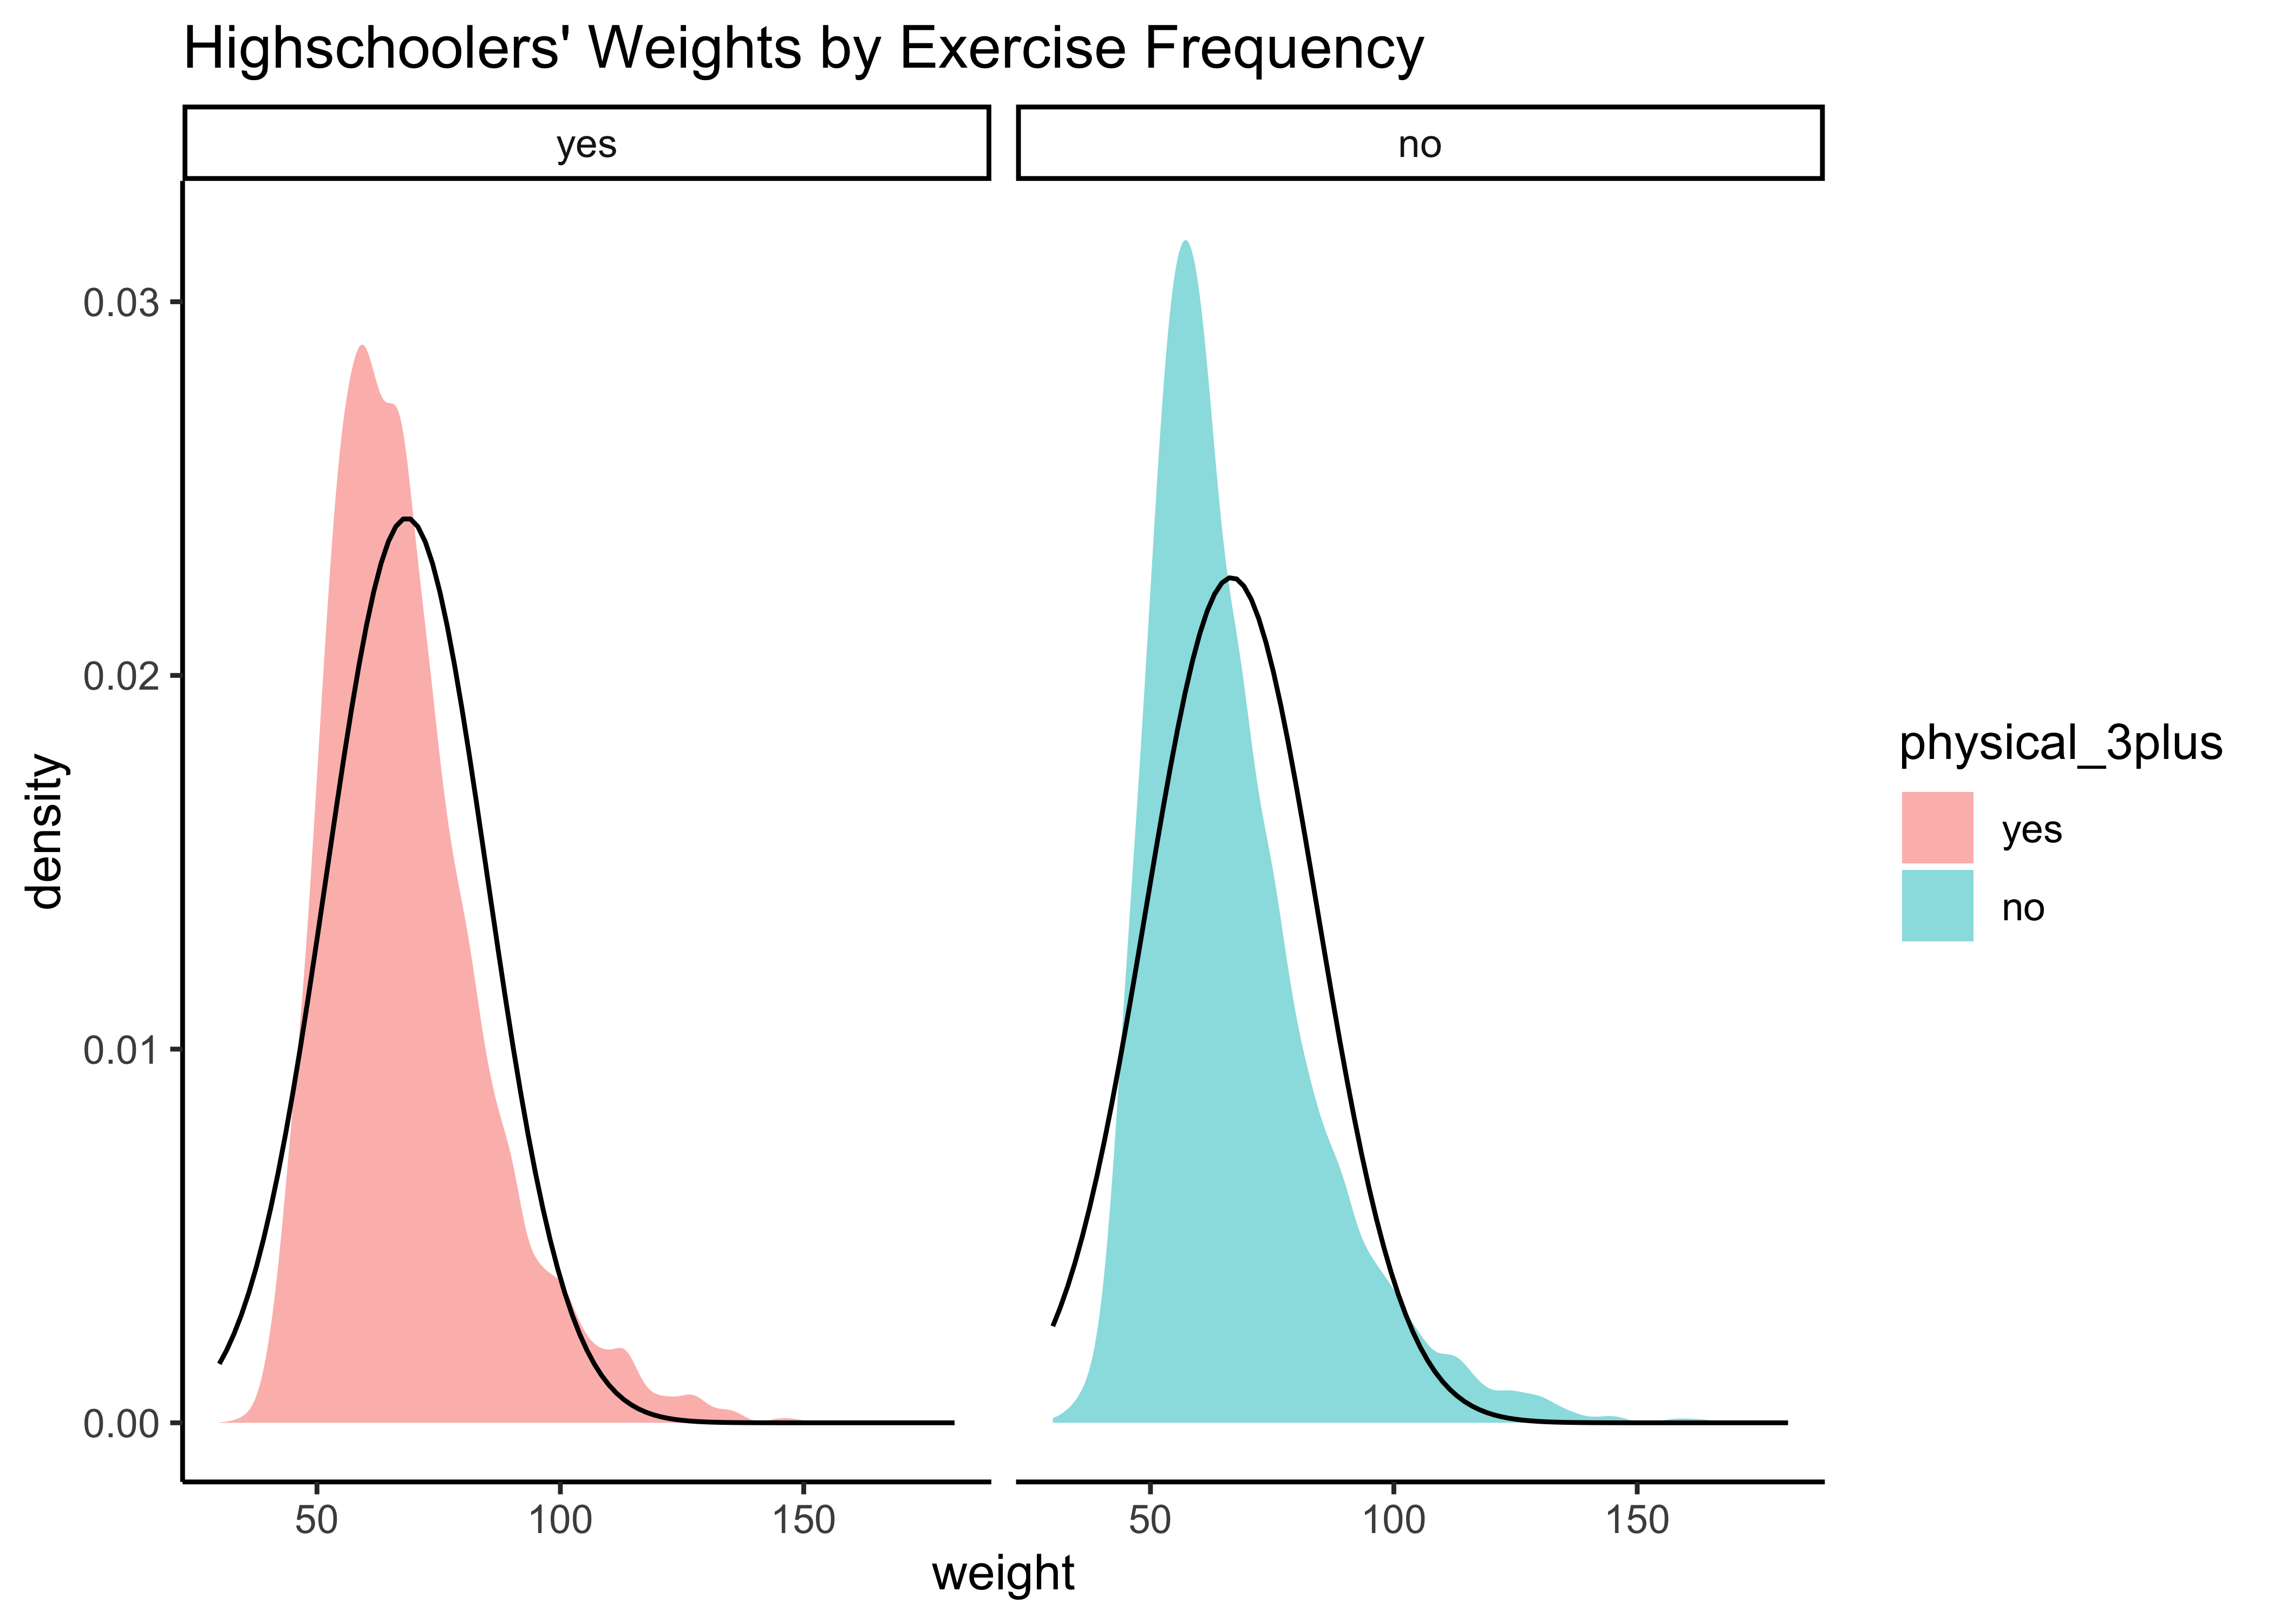 Highschoolers' Weights by Exercise Frequency
yes
no
density
0.03
0.02
0.01
0.00
50
100
150
50
100
150
weight
physical_3plus
yes
no